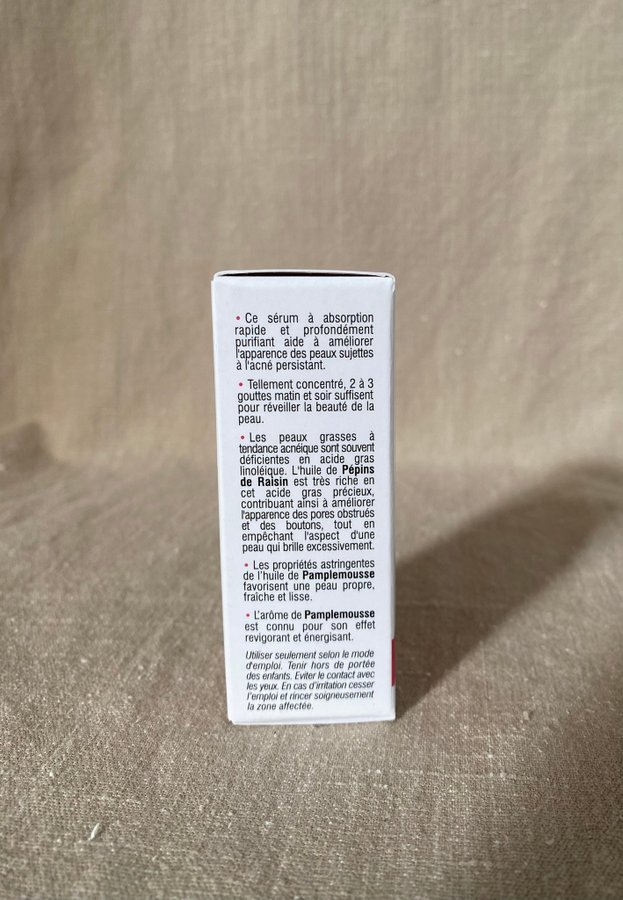 • Ce sérum à absorption
rapide et profondément
purifiant aide à améliorer
l'apparence des peaux sujettes
à l'acné persistant.
• Tellement concentré, 2 à 3
gouttes matin et soir suffisent
pour réveiller la beauté de la
peau.
• Les peaux grasses à
tendance acnéique sont souvent
déficientes en acide gras
linoléique. L'huile de Pépins
de Raisin est très riche en
cet acide gras précieux,
contribuant ainsi à améliorer
l'apparence des pores obstrués
et des boutons, tout en
empêchant l'aspect d'une
peau qui brille excessivement.
• Les propriétés astringentes
de l'huile de Pamplemousse
favorisent une peau propre,
fraîche et lisse.
• L'arôme de Pamplemousse
est connu pour son effet
revigorant et énergisant.
Utiliser seulement selon le mode
d'emploi. Tenir hors de portée
des enfants. Eviter le contact avec
les yeux. En cas d'irritation cesser
l'emploi et rincer soigneusement
la zone affectée.